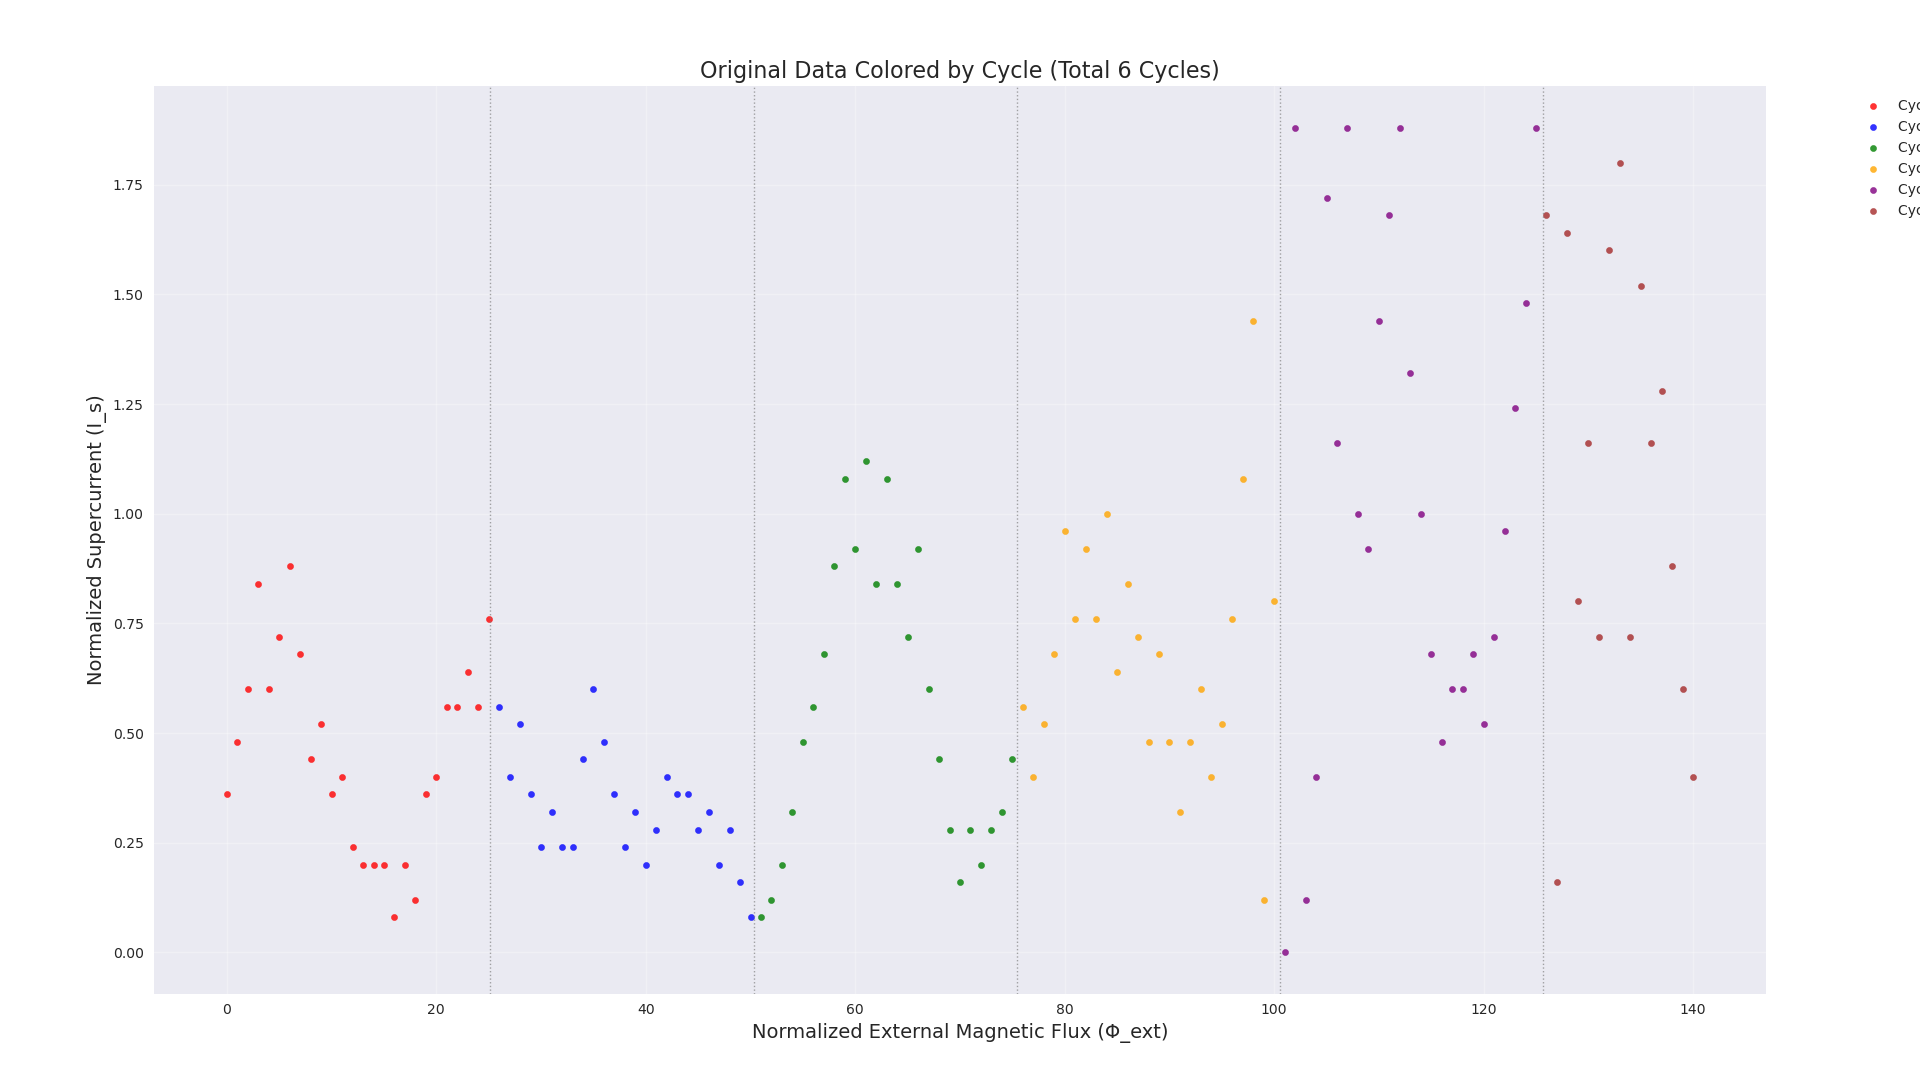 Original Data Colored by Cycle (Total 6 Cycles)
Cyc
Cyc
Cyc
Cyc
Cyc
Cyc
Normalized Supercurrent (I_s)
1.75
1.50
1.25
1.00
0.75
0.50
0.25
0.00
0 20 40 60 80 100 120 140
Normalized External Magnetic Flux (Φ_ext)